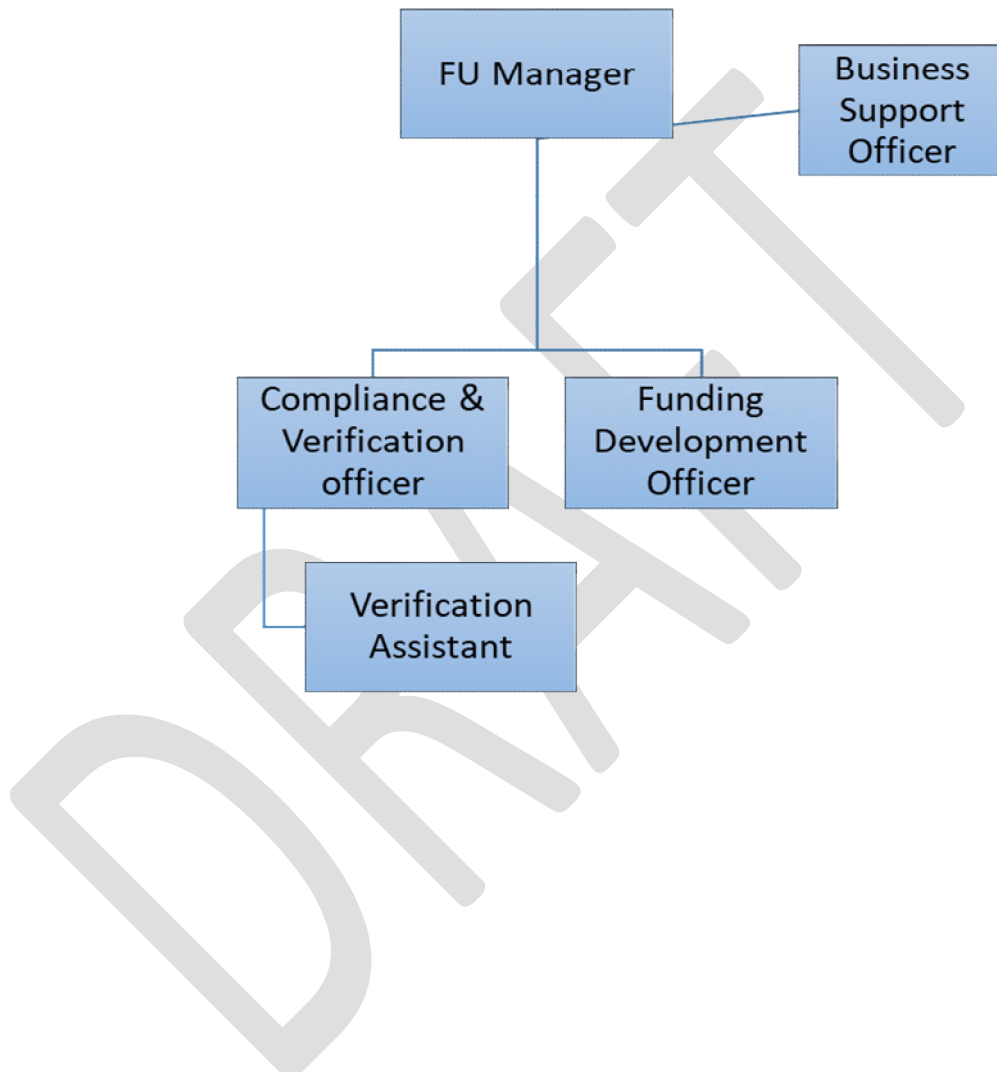 FU Manager
Business
Support
Officer
Compliance &
Verification
officer
Funding
Development
Officer
Verification
Assistant
DRAFT